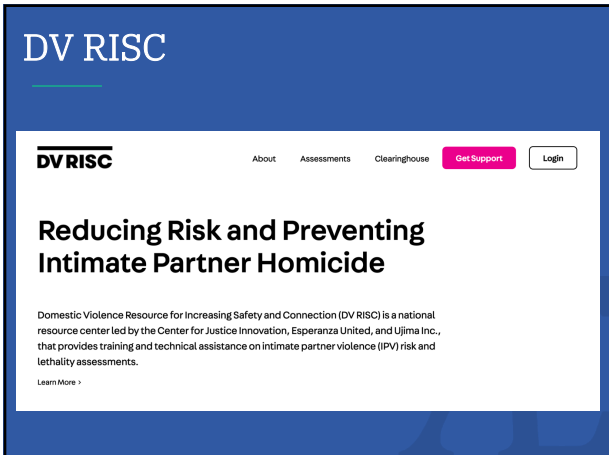 DV RISC
DV RISC
About Assessments Clearinghouse Get Support Login
Reducing Risk and Preventing
Intimate Partner Homicide
Domestic Violence Resource for Increasing Safety and Connection (DV RISC) is a national
resource center led by the Center for Justice Innovation, Esperanza United, and Ujima Inc.,
that provides training and technical assistance on intimate partner violence (IPV) risk and
lethality assessments.
Learn More >